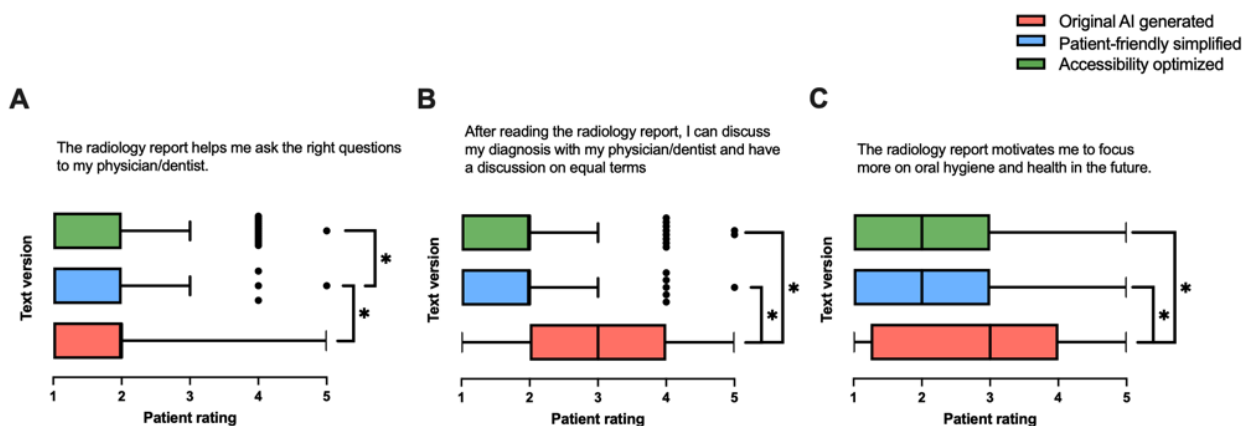 Original AI generated
Patient-friendly simplified
Accessibility optimized
A
The radiology report helps me ask the right questions
to my physician/dentist.
Text version
*
*
1 2 3 4 5
Patient rating
B
After reading the radiology report, I can discuss
my diagnosis with my physician/dentist and have
a discussion on equal terms
Text version
*
*
1 2 3 4 5
Patient rating
C
The radiology report motivates me to focus
more on oral hygiene and health in the future.
Text version
*
*
1 2 3 4 5
Patient rating